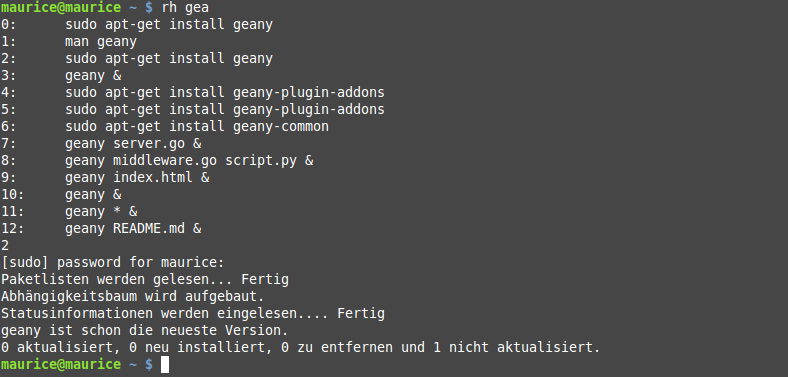 maurice@maurice ~ $ rh gea
0:      sudo apt-get install geany
1:      man geany
2:      sudo apt-get install geany
3:      geany &
4:      sudo apt-get install geany-plugin-addons
5:      sudo apt-get install geany-plugin-addons
6:      sudo apt-get install geany-common
7:      geany server.go &
8:      geany middleware.go script.py &
9:      geany index.html &
10:     geany &
11:     geany * &
12:     geany README.md &
2
[sudo] password for maurice:
Paketlisten werden gelesen... Fertig
Abhängigkeitsbaum wird aufgebaut.
Statusinformationen werden eingelesen.... Fertig
geany ist schon die neueste Version.
0 aktualisiert, 0 neu installiert, 0 zu entfernen und 1 nicht aktualisiert.
maurice@maurice ~ $